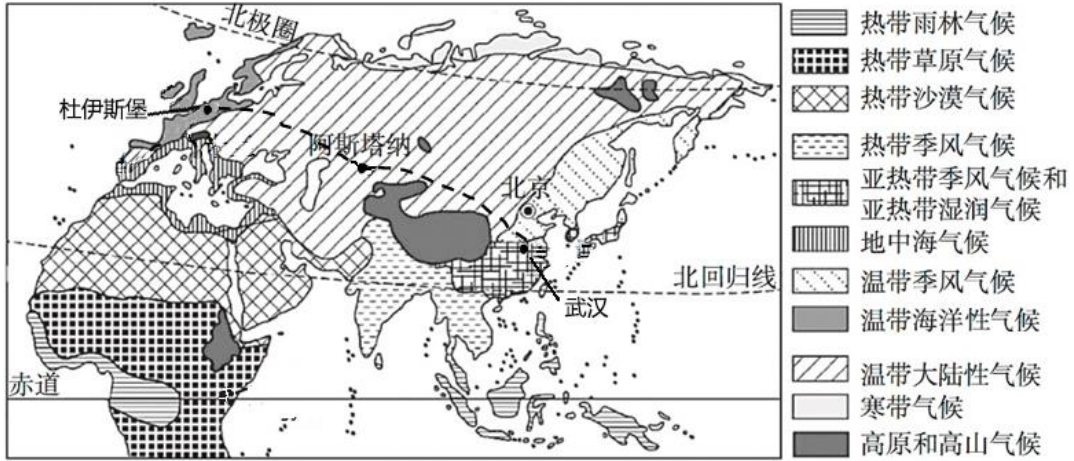 北极圈
杜伊斯堡
阿斯塔纳
北京
北回归线
武汉
赤道
热带雨林气候
热带草原气候
热带沙漠气候
热带季风气候
亚热带季风气候和
亚热带湿润气候
地中海气候
温带季风气候
温带海洋性气候
温带大陆性气候
寒带气候
高原和高山气候